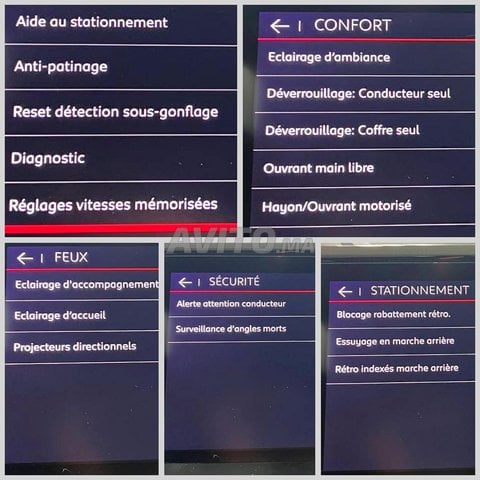 Aide au stationnement
Anti-patinage
Reset détection sous-gonflage
Diagnostic
Réglages vitesses mémorisées
← | CONFORT
Eclairage d'ambiance
Déverrouillage: Conducteur seul
Déverrouillage: Coffre seul
Ouvrant main libre
Hayon/Ouvrant motorisé
AVITO.MA
← | FEUX
Eclairage d'accompagnement
Eclairage d'accueil
Projecteurs directionnels
← | SÉCURITÉ
Alerte attention conducteur
Surveillance d'angles morts
← | STATIONNEMENT
Blocage rabattement rétro.
Essuyage en marche arrière
Rétro indexés marche arrière